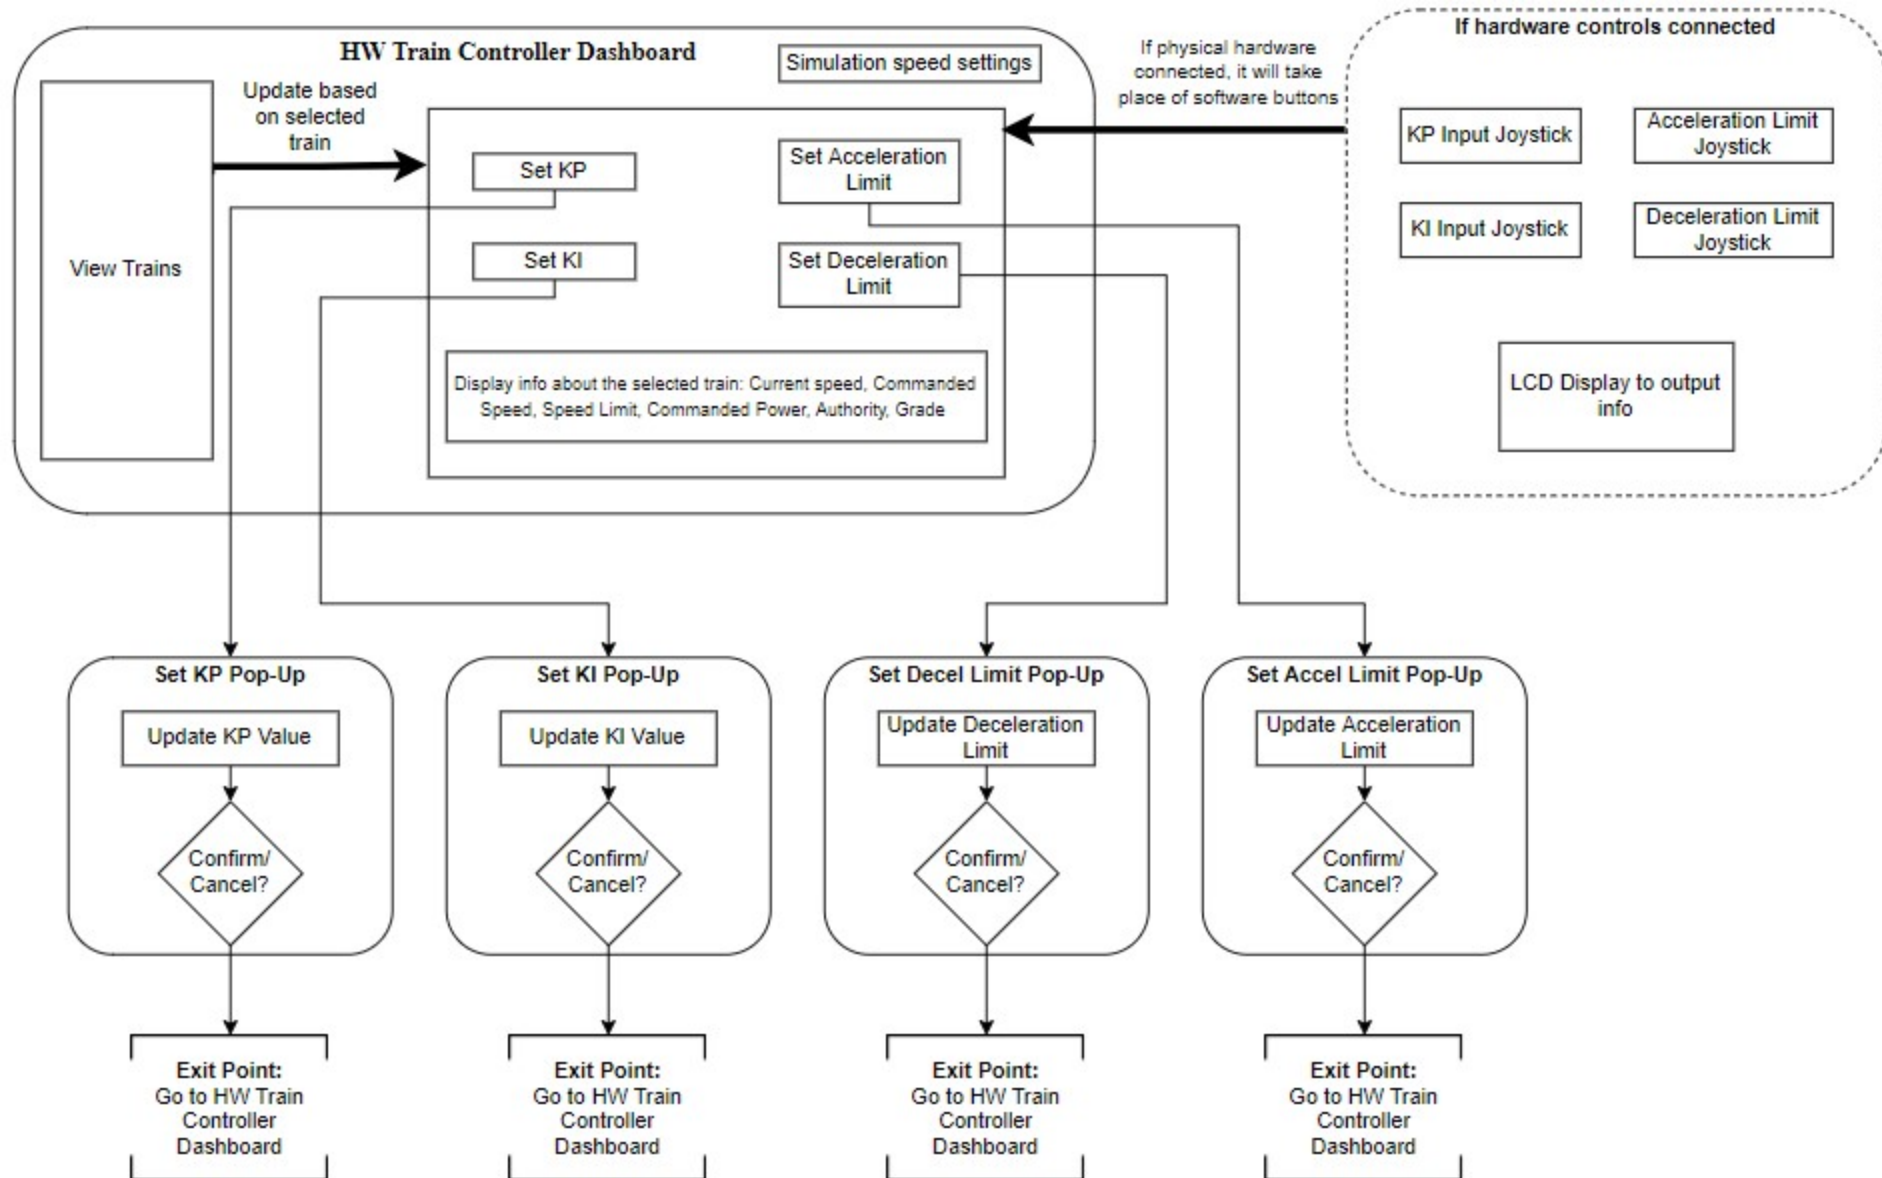 HW Train Controller Dashboard
Simulation speed settings
Update based
on selected
train
View Trains
Set KP
Set KI
Set Acceleration
Limit
Set Deceleration
Limit
Display info about the selected train: Current speed, Commanded
Speed, Speed Limit, Commanded Power, Authority, Grade
If physical hardware
connected, it will take
place of software buttons
If hardware controls connected
KP Input Joystick
Acceleration Limit
Joystick
KI Input Joystick
Deceleration Limit
Joystick
LCD Display to output
info
Set KP Pop-Up
Update KP Value
Confirm/
Cancel?
Exit Point:
Go to HW Train
Controller
Dashboard
Set KI Pop-Up
Update KI Value
Confirm/
Cancel?
Exit Point:
Go to HW Train
Controller
Dashboard
Set Decel Limit Pop-Up
Update Deceleration
Limit
Confirm/
Cancel?
Exit Point:
Go to HW Train
Controller
Dashboard
Set Accel Limit Pop-Up
Update Acceleration
Limit
Confirm/
Cancel?
Exit Point:
Go to HW Train
Controller
Dashboard